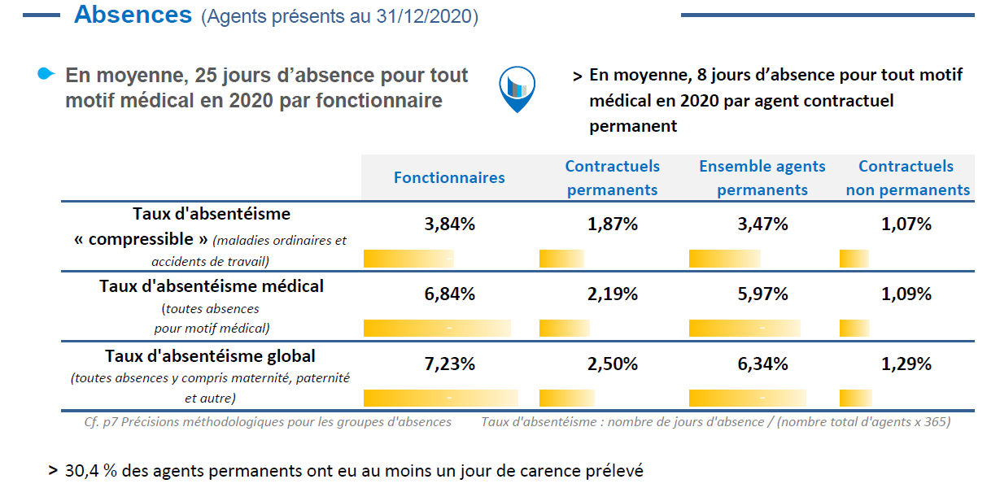 Absences (Agents présents au 31/12/2020)
En moyenne, 25 jours d’absence pour tout
motif médical en 2020 par fonctionnaire
> En moyenne, 8 jours d’absence pour tout motif
médical en 2020 par agent contractuel
permanent
Fonctionnaires
Contractuels
permanents
Ensemble agents
permanents
Contractuels
non permanents
Taux d'absentéisme
« compressible » (maladies ordinaires et
accidents de travail)
3,84% 1,87% 3,47% 1,07%
Taux d'absentéisme médical
(toutes absences
pour motif médical)
6,84% 2,19% 5,97% 1,09%
Taux d'absentéisme global
(toutes absences y compris maternité, paternité
et autre)
7,23% 2,50% 6,34% 1,29%
Cf. p7 Précisions méthodologiques pour les groupes d'absences Taux d'absentéisme : nombre de jours d'absence / (nombre total d'agents x 365)
> 30,4 % des agents permanents ont eu au moins un jour de carence prélevé